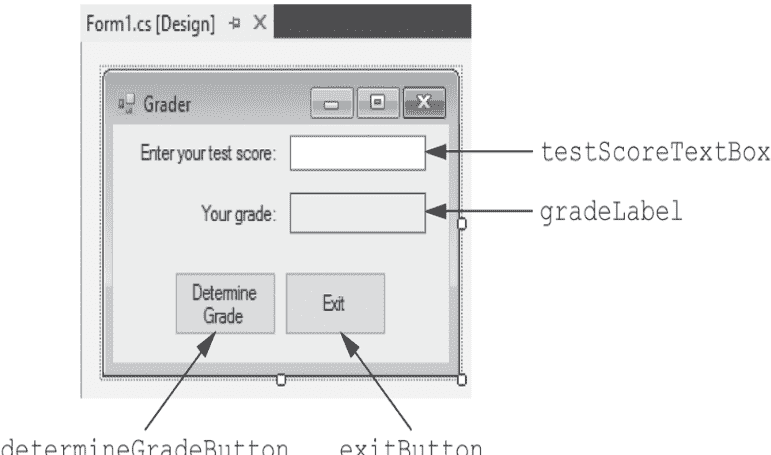 Form1.cs [Design]
Grader
Enter your test score:
testScoreTextBox
Your grade:
gradeLabel
Determine
Grade
Exit
determineGradeButton
exitButton